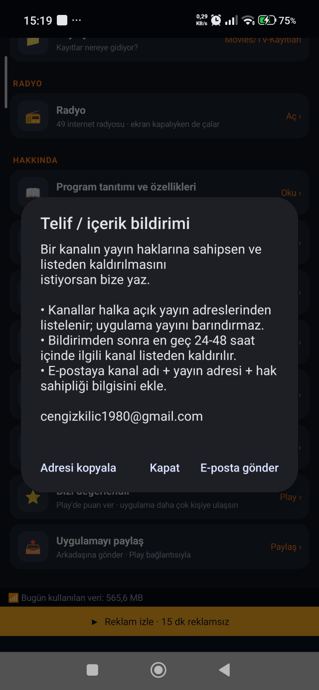 15:19
0,29 KB/s
75%
Kayıtlar nereye gidiyor?
Movies/TV-Kayitlari
RADYO
Radyo
49 internet radyosu · ekran kapalıyken de çalar
Aç ›
HAKKINDA
Program tanıtımı ve özellikleri
Oku ›
Telif / içerik bildirimi
Bir kanalın yayın haklarına sahipsen ve
listeden kaldırılmasını
istiyorsan bize yaz.
• Kanallar halka açık yayın adreslerinden
listelenir; uygulama yayını barındırmaz.
• Bildirimden sonra en geç 24-48 saat
içinde ilgili kanal listeden kaldırılır.
• E-postaya kanal adı + yayın adresi + hak
sahipliği bilgisini ekle.
cengizkilic1980@gmail.com
Adresi kopyala
Kapat
E-posta gönder
Bizi değerlendir
Play'de puan ver · uygulama daha çok kişiye ulaşsın
Play ›
Uygulamayı paylaş
Arkadaşına gönder · Play bağlantısıyla
Paylaş ›
Bugün kullanılan veri: 565,6 MB
► Reklam izle · 15 dk reklamsız